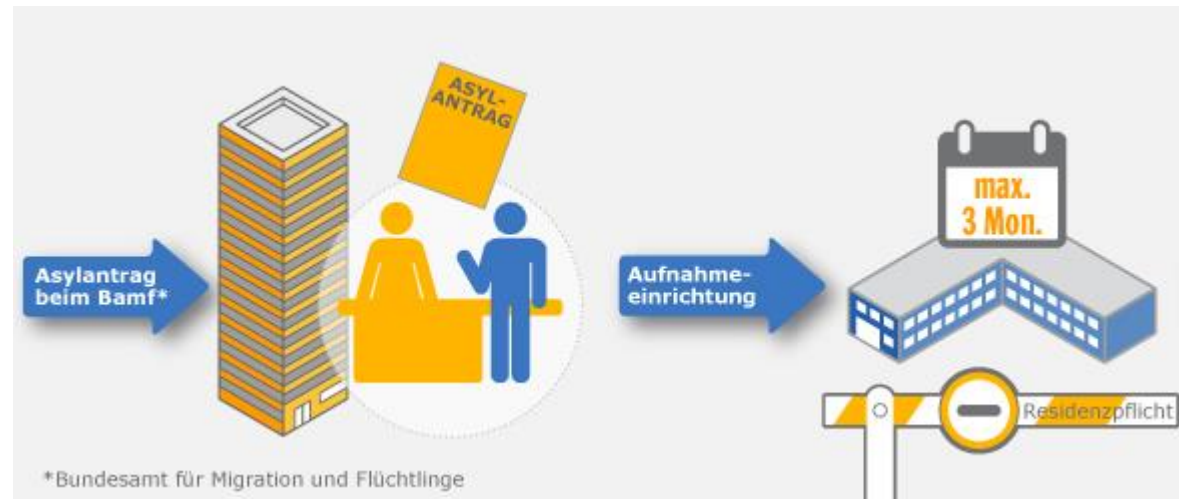 Asylantrag
beim Bamf*
ASYL-
ANTRAG
Aufnahme-
einrichtung
max.
3 Mon.
Residenzpflicht
*Bundesamt für Migration und Flüchtlinge